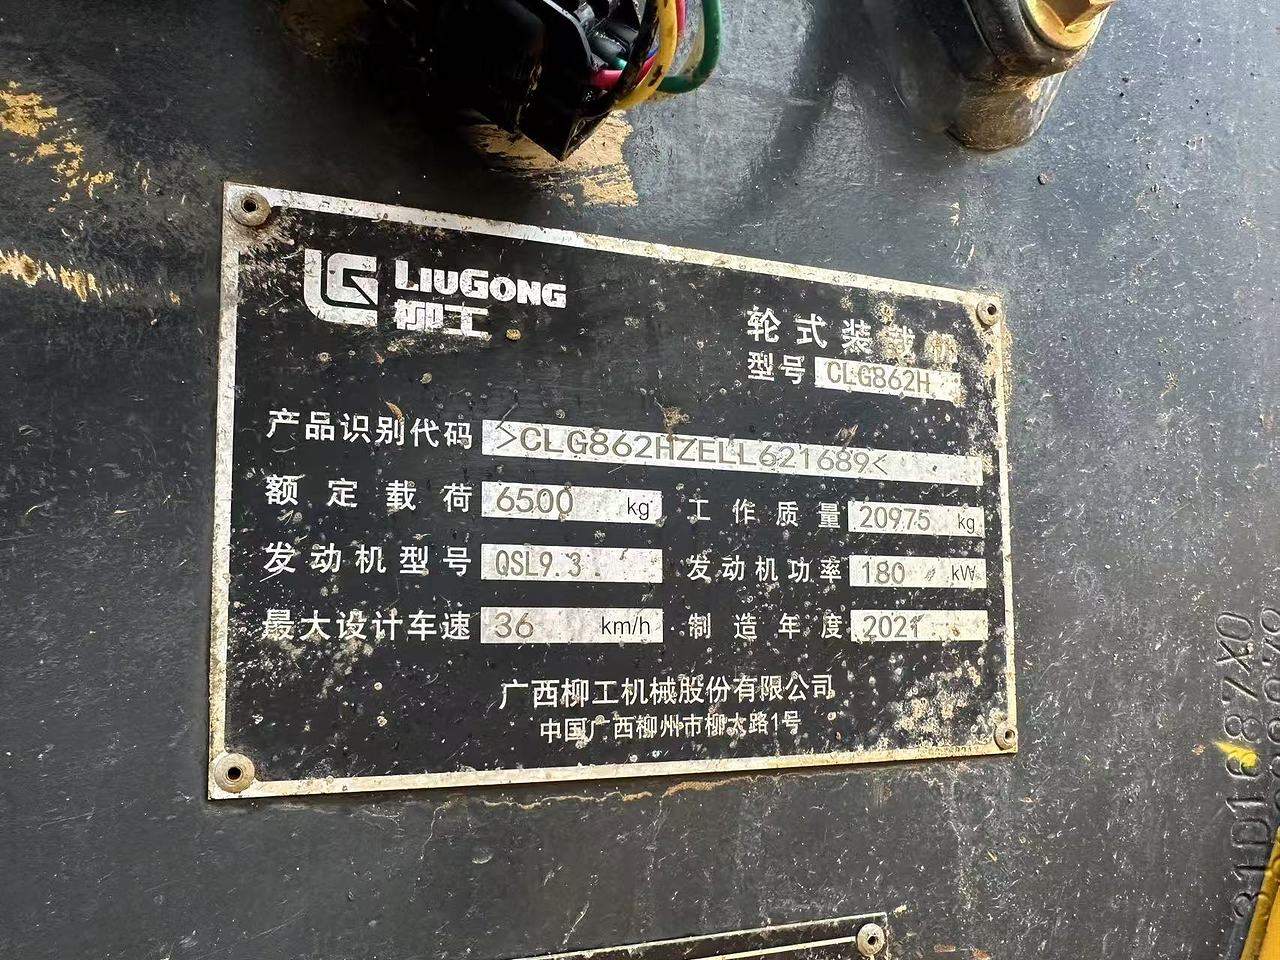 LG LIUGONG
柳工
轮式装载机
型号 CLG862H
产品识别代码 >CLG862HZELL621689<
额定载荷 6500 kg 工作质量 20975 kg
发动机型号 QSL9.3 发动机功率 180 kW
最大设计车速 36 km/h 制造年度 2021
广西柳工机械股份有限公司
中国广西柳州市柳太路1号